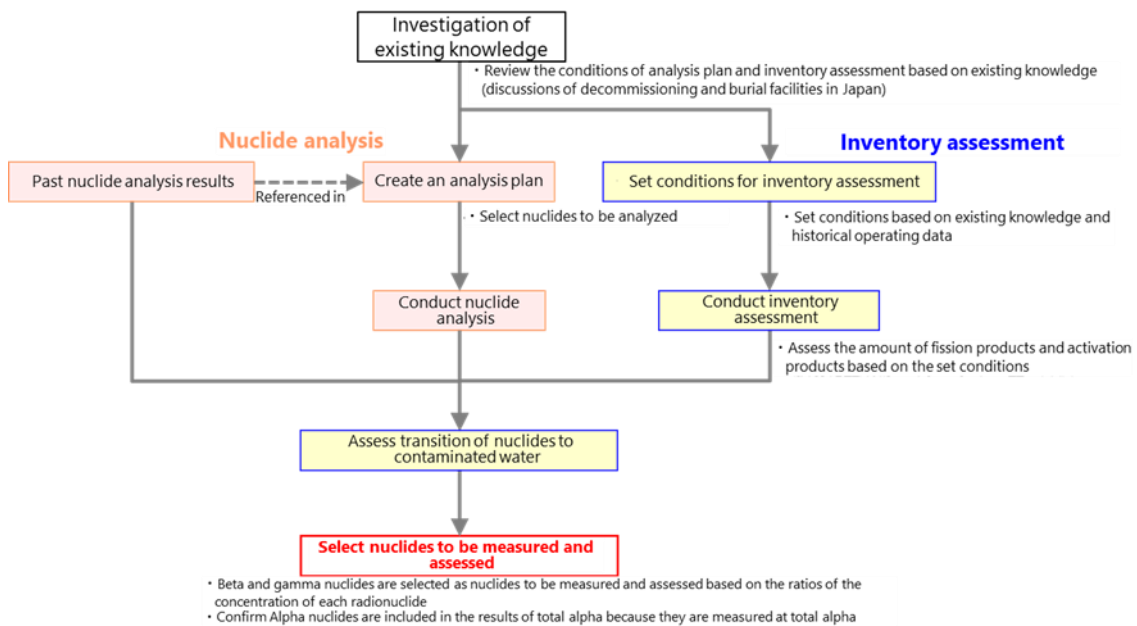 Investigation of
existing knowledge
・Review the conditions of analysis plan and inventory assessment based on existing knowledge
(discussions of decommissioning and burial facilities in Japan)
Nuclide analysis
Inventory assessment
Past nuclide analysis results
Referenced in
Create an analysis plan
Set conditions for inventory assessment
・Select nuclides to be analyzed
・Set conditions based on existing knowledge and
historical operating data
Conduct nuclide
analysis
Conduct inventory
assessment
・Assess the amount of fission products and activation
products based on the set conditions
Assess transition of nuclides to
contaminated water
Select nuclides to be measured and
assessed
・Beta and gamma nuclides are selected as nuclides to be measured and assessed based on the ratios of the
concentration of each radionuclide
・Confirm Alpha nuclides are included in the results of total alpha because they are measured at total alpha